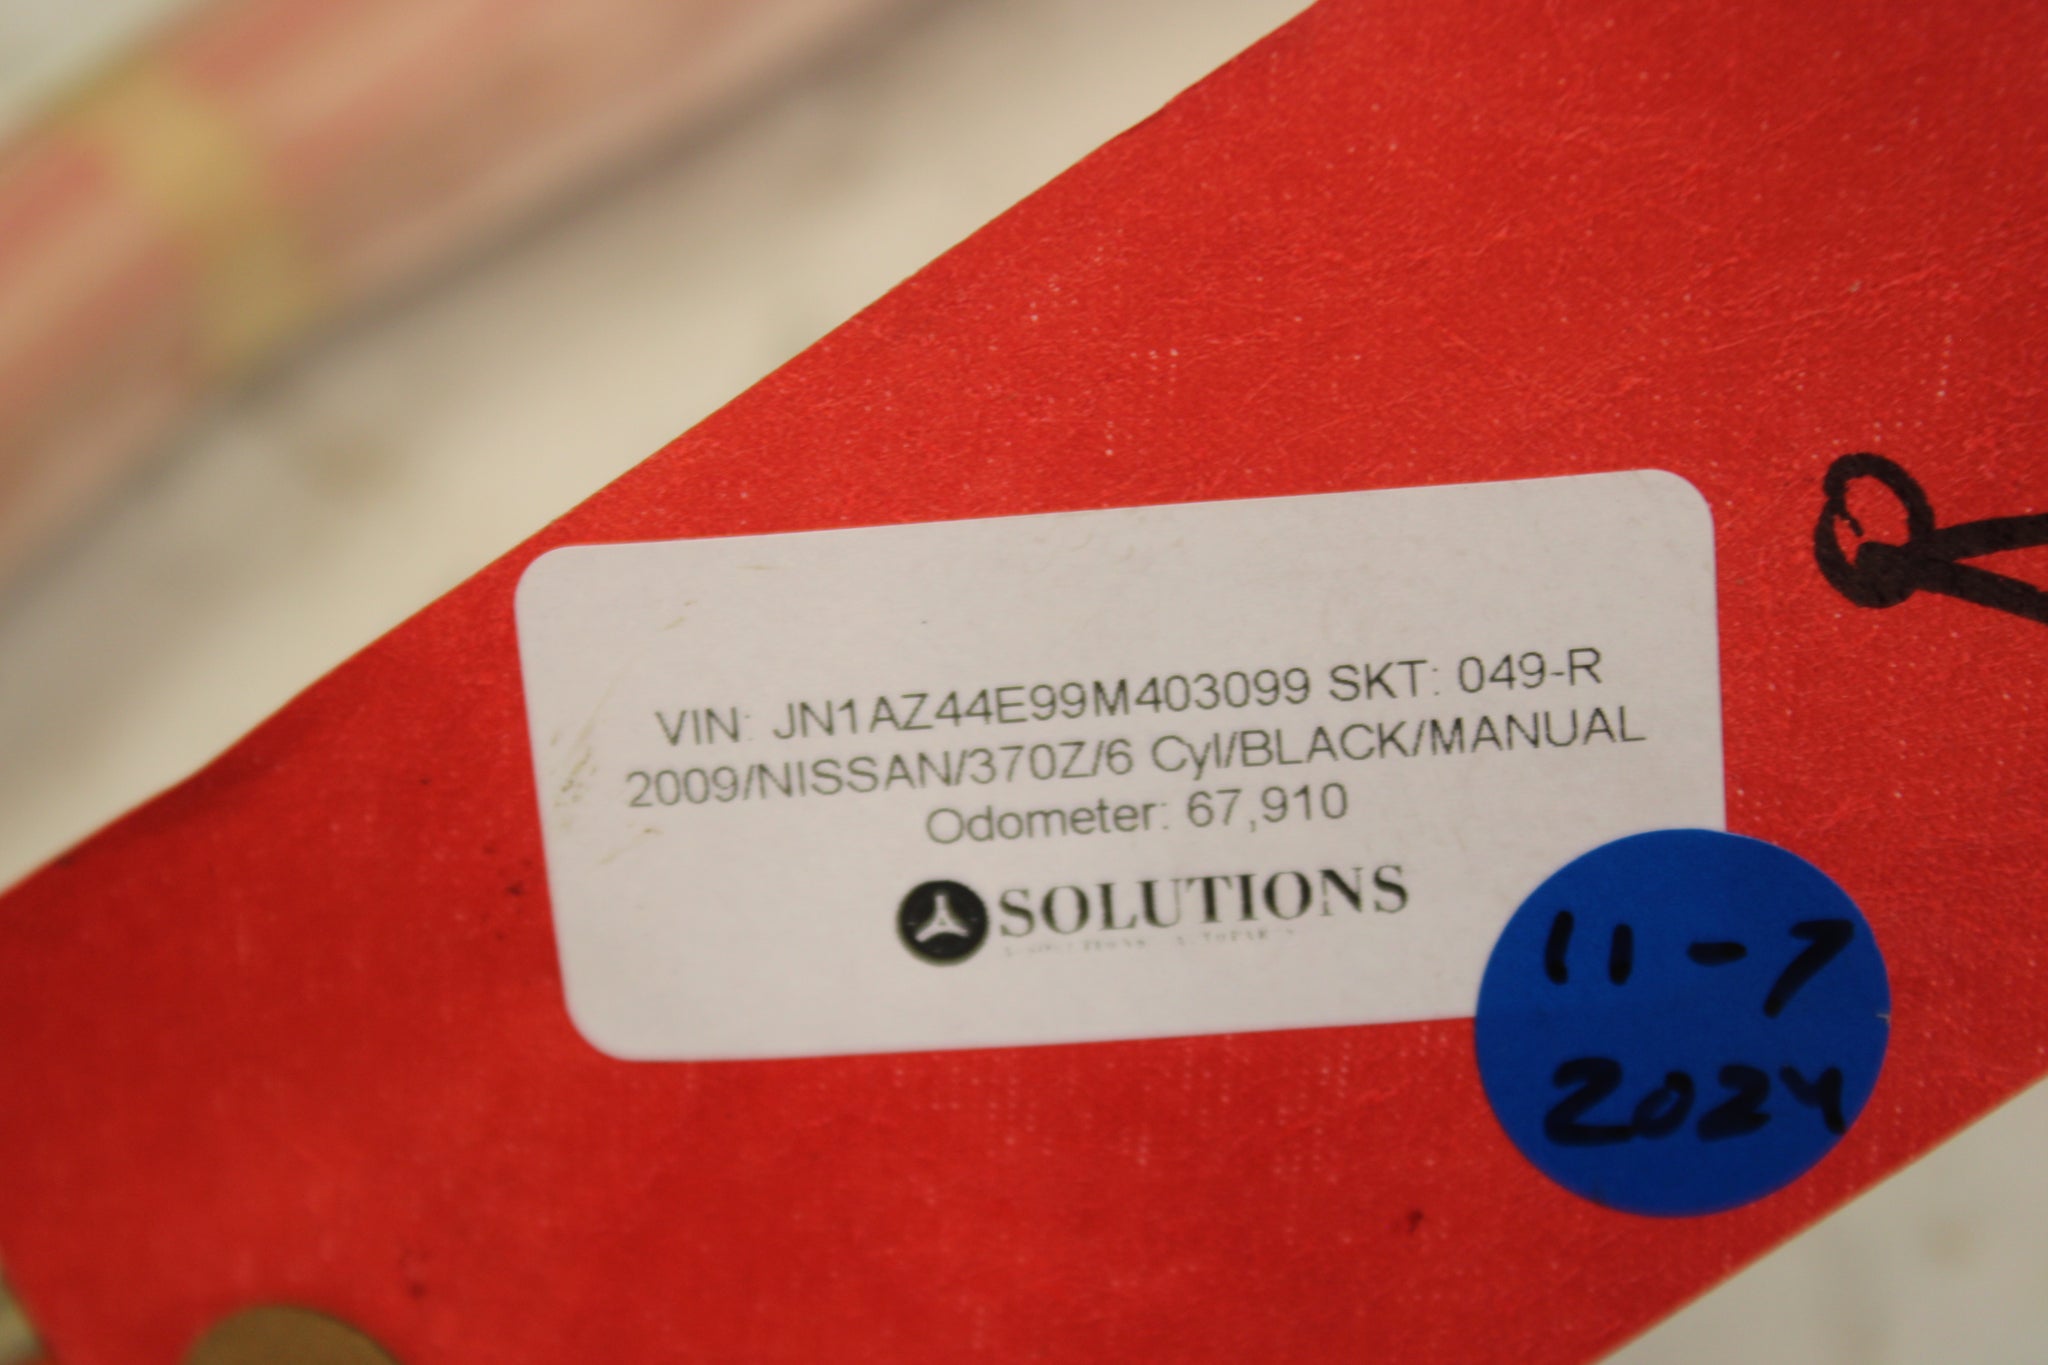 VIN: JN1AZ44E99M403099 SKT: 049-R
2009/NISSAN/370Z/6 Cyl/BLACK/MANUAL
Odometer: 67,910
SOLUTIONS
11-7
2024